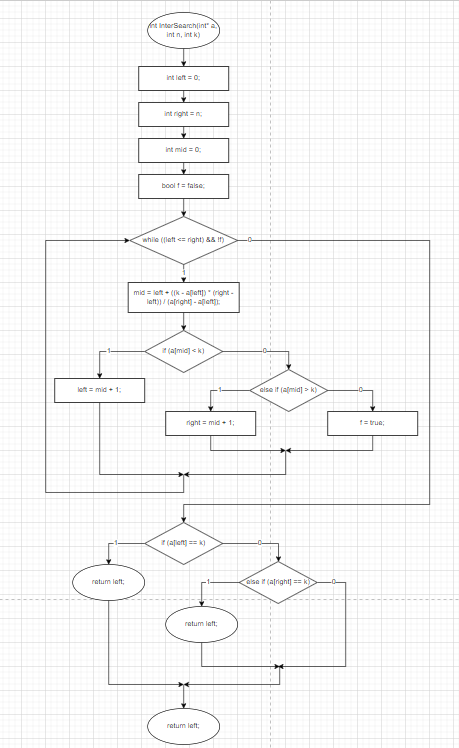 int InterSearch(int* a,
int n, int k)
int left = 0;
int right = n;
int mid = 0;
bool f = false;
while ((left <= right) && !f)
0
1
mid = left + ((k - a[left]) * (right -
left)) / (a[right] - a[left]);
if (a[mid] < k)
1
0
left = mid + 1;
else if (a[mid] > k)
1
0
right = mid + 1;
f = true;
if (a[left] == k)
1
0
return left;
else if (a[right] == k)
1
0
return left;
return left;